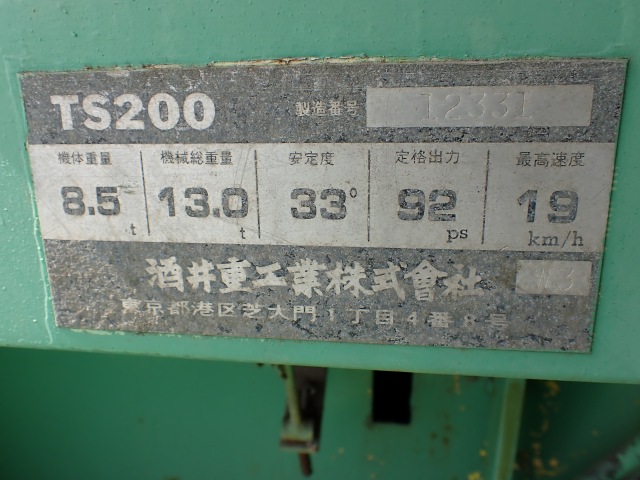 TS200 製造番号 12331
機体重量 機械総重量 安定度 定格出力 最高速度
8.5 t 13.0 t 33° 92 ps 19 km/h
酒井重工業株式會社
東京都港区芝大門1丁目4番8号